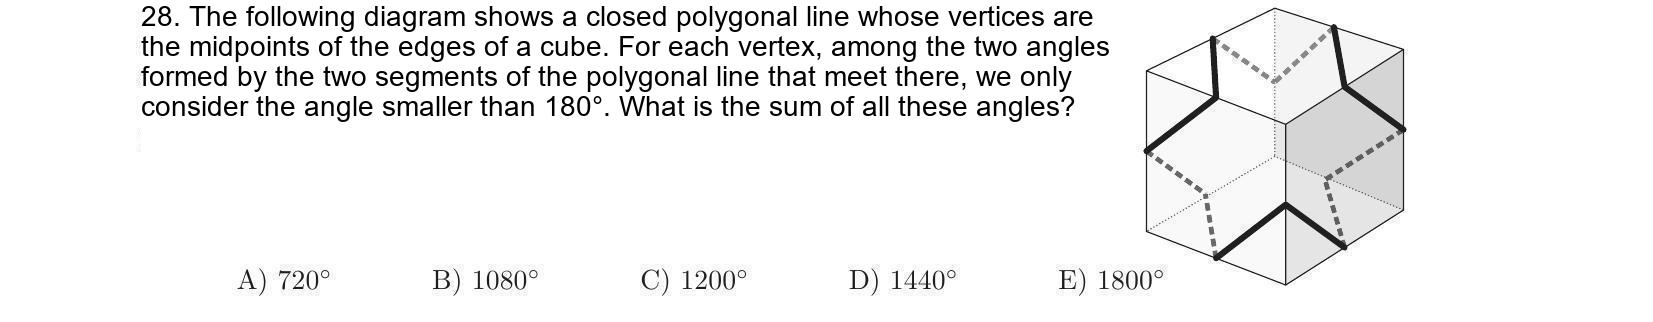 28. The following diagram shows a closed polygonal line whose vertices are
the midpoints of the edges of a cube. For each vertex, among the two angles
formed by the two segments of the polygonal line that meet there, we only
consider the angle smaller than 180°. What is the sum of all these angles?
A) 720° B) 1080° C) 1200° D) 1440° E) 1800°